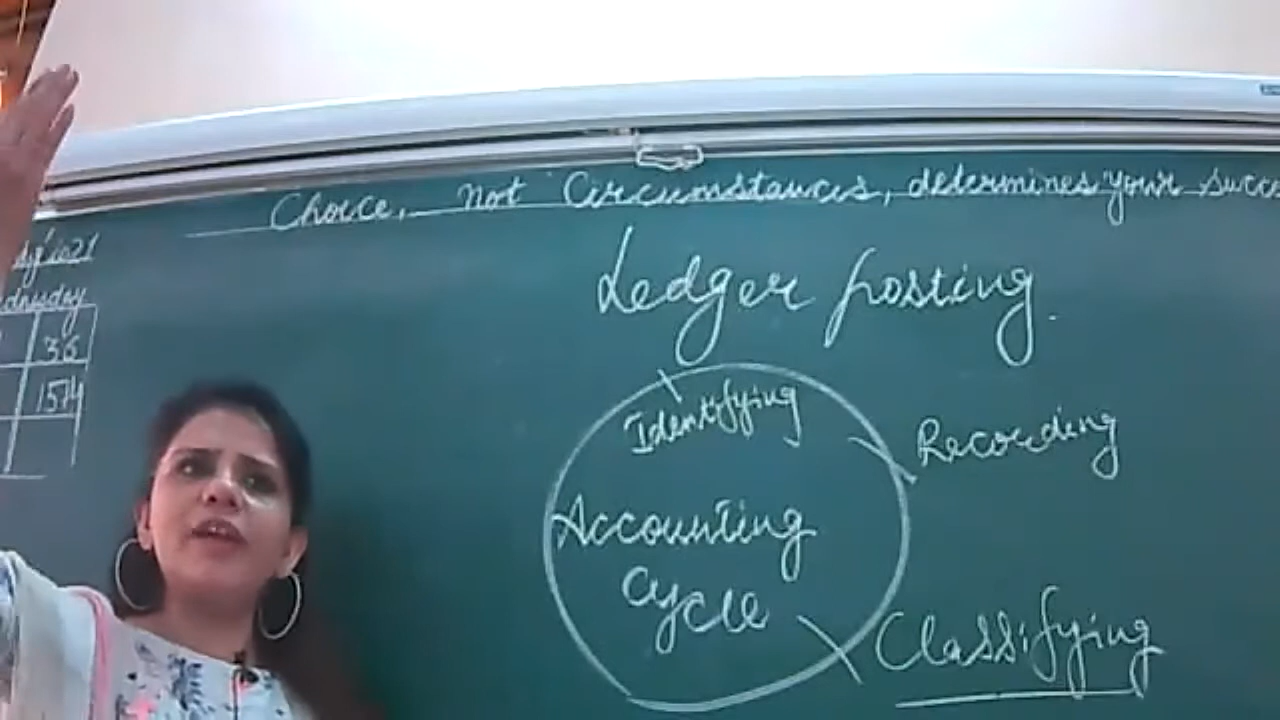 Choice, not Circumstances, determines your
Ledger posting.
36
1574
Identifying
Recording
Accounting
Cycle
Classifying